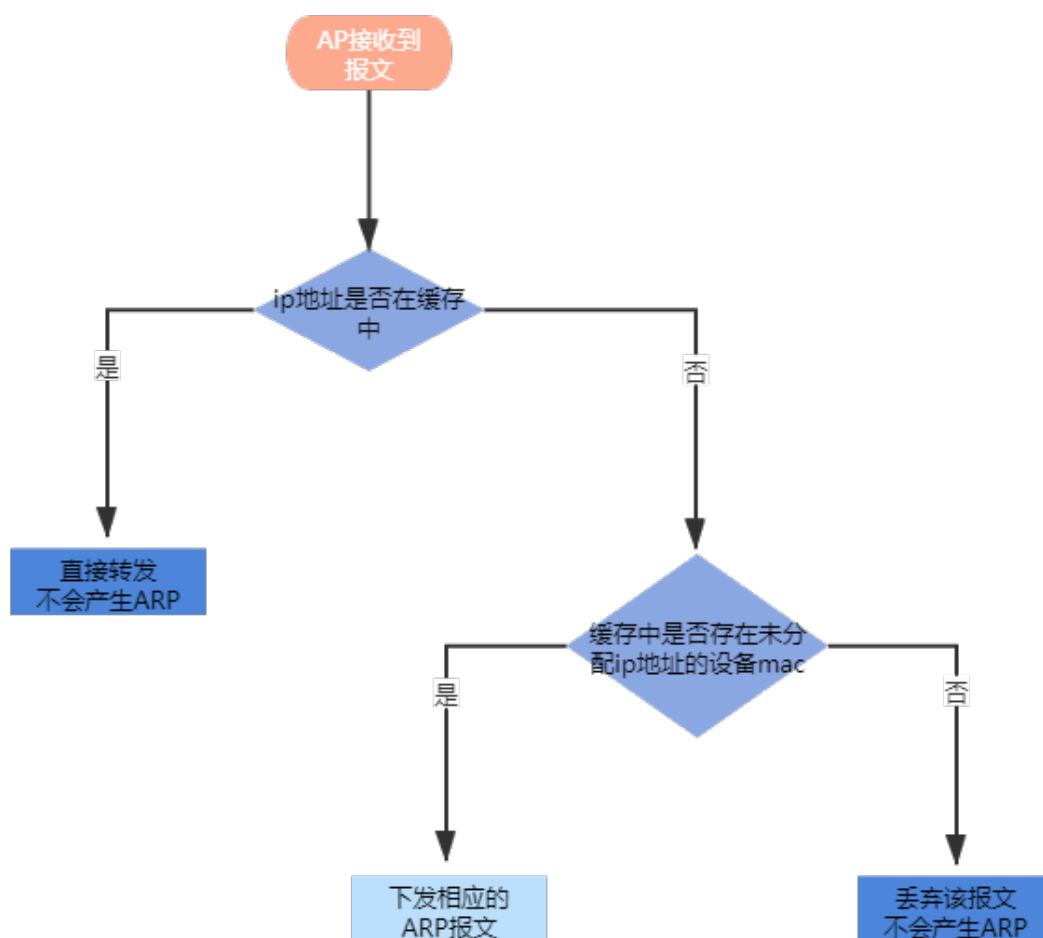 AP接收到
报文
ip地址是否在缓存
中
是
否
直接转发
不会产生ARP
缓存中是否存在未分
配ip地址的设备mac
是
否
下发相应的
ARP报文
丢弃该报文
不会产生ARP